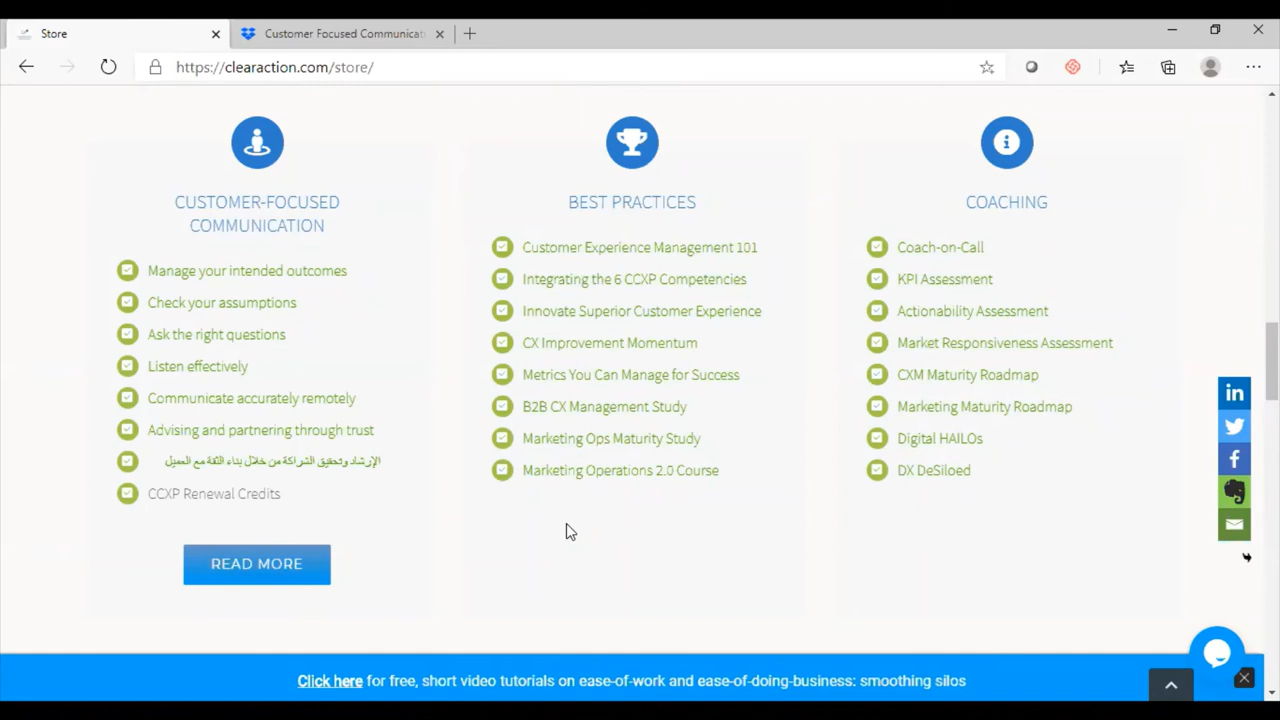 Store
Customer Focused Communicat
https://clearaction.com/store/
CUSTOMER-FOCUSED
COMMUNICATION
Manage your intended outcomes
Check your assumptions
Ask the right questions
Listen effectively
Communicate accurately remotely
Advising and partnering through trust
الإرشاد وتحقيق الشراكة من خلال بناء الثقة مع العميل
CCXP Renewal Credits
READ MORE
BEST PRACTICES
Customer Experience Management 101
Integrating the 6 CCXP Competencies
Innovate Superior Customer Experience
CX Improvement Momentum
Metrics You Can Manage for Success
B2B CX Management Study
Marketing Ops Maturity Study
Marketing Operations 2.0 Course
COACHING
Coach-on-Call
KPI Assessment
Actionability Assessment
Market Responsiveness Assessment
CXM Maturity Roadmap
Marketing Maturity Roadmap
Digital HAILOs
DX DeSiloed
in
f
Click here for free, short video tutorials on ease-of-work and ease-of-doing-business: smoothing silos